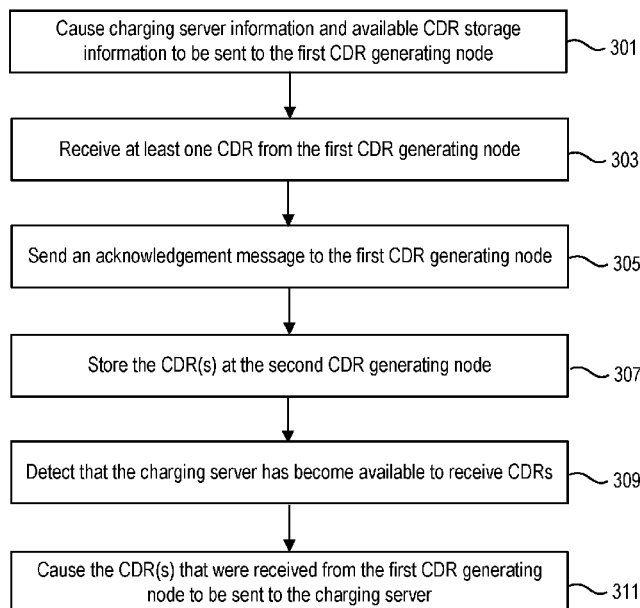 Cause charging server information and available CDR storage
information to be sent to the first CDR generating node
301
Receive at least one CDR from the first CDR generating node
303
Send an acknowledgement message to the first CDR generating node
305
Store the CDR(s) at the second CDR generating node
307
Detect that the charging server has become available to receive CDRs
309
Cause the CDR(s) that were received from the first CDR generating
node to be sent to the charging server
311